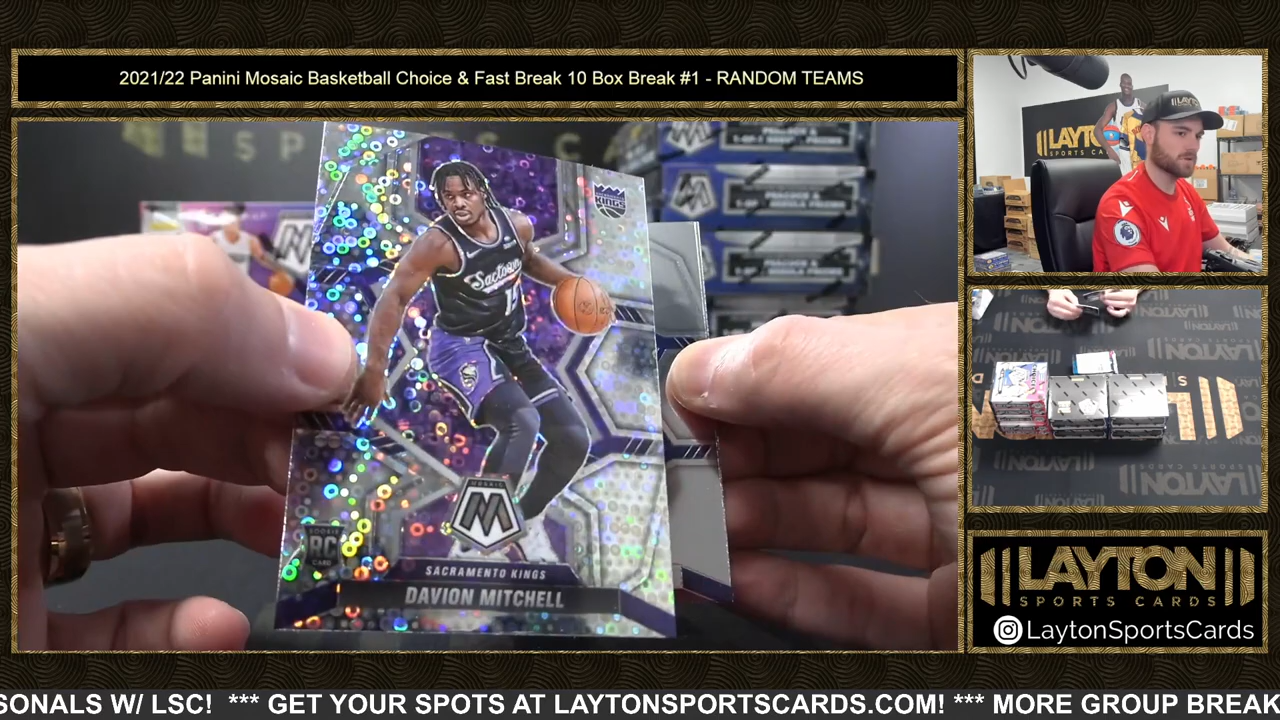 2021/22 Panini Mosaic Basketball Choice & Fast Break 10 Box Break #1 - RANDOM TEAMS
KINGS
Sactown
15
MOSAIC
M
ROOKIE
RC
CARD
SACRAMENTO KINGS
DAVION MITCHELL
LAYTON
SPORTS CARDS
LAYTON
SPORTS CARDS
LaytonSportsCards
SONALS W/ LSC! *** GET YOUR SPOTS AT LAYTONSPORTSCARDS.COM! *** MORE GROUP BREAK